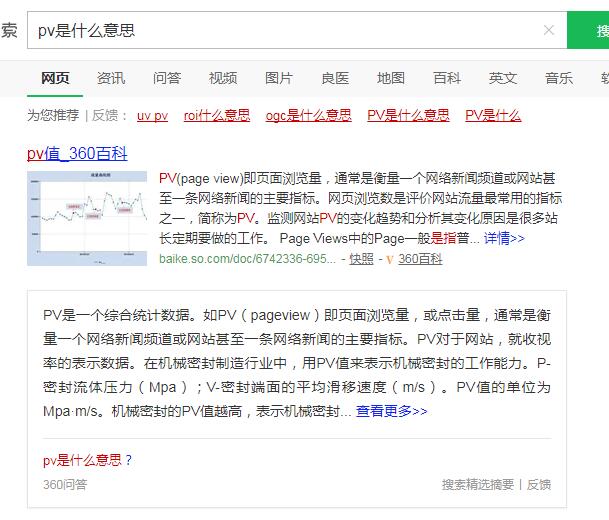 索 pv是什么意思 × 搜
网页 资讯 问答 视频 图片 良医 地图 百科 英文 音乐 软
为您推荐 | 反馈： uv pv roi什么意思 ogc是什么意思 PV是什么意思 PV是什么
pv值_360百科
PV(page view)即页面浏览量，通常是衡量一个网络新闻频道或网站甚
至一条网络新闻的主要指标。网页浏览数是评价网站流量最常用的指标
之一，简称为PV。监测网站PV的变化趋势和分析其变化原因是很多站
长定期要做的工作。 Page Views中的Page一般是指普... 详情>>
baike.so.com/doc/6742336-695... - 快照 - V 360百科
PV是一个综合统计数据。如PV（pageview）即页面浏览量，或点击量，通常是衡
量一个网络新闻频道或网站甚至一条网络新闻的主要指标。PV对于网站，就收视
率的表示数据。在机械密封制造行业中，用PV值来表示机械密封的工作能力。P-
密封流体压力（Mpa）；V-密封端面的平均滑移速度（m/s）。PV值的单位为
Mpa·m/s。机械密封的PV值越高，表示机械密封... 查看更多>>
pv是什么意思？
360问答 搜索精选摘要 | 反馈